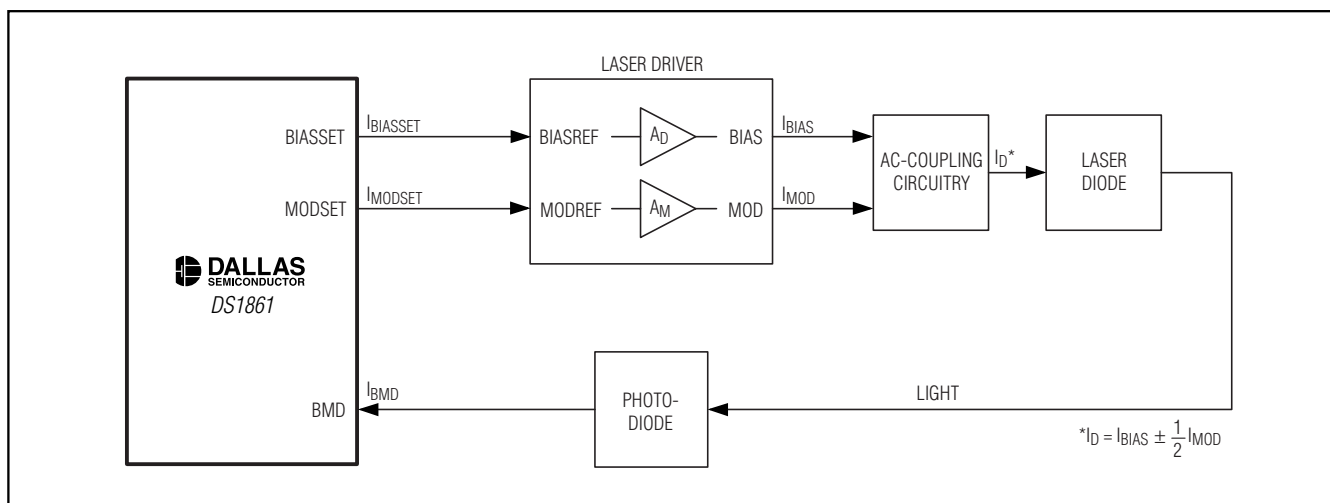 LASER DRIVER
BIASSET
I_BIASSET
BIASREF
A_D
BIAS
I_BIAS
MODSET
I_MODSET
MODREF
A_M
MOD
I_MOD
AC-COUPLING
CIRCUITRY
I_D*
LASER
DIODE
DALLAS
SEMICONDUCTOR
DS1861
BMD
I_BMD
PHOTO-
DIODE
LIGHT
*I_D = I_BIAS ± 1/2 I_MOD